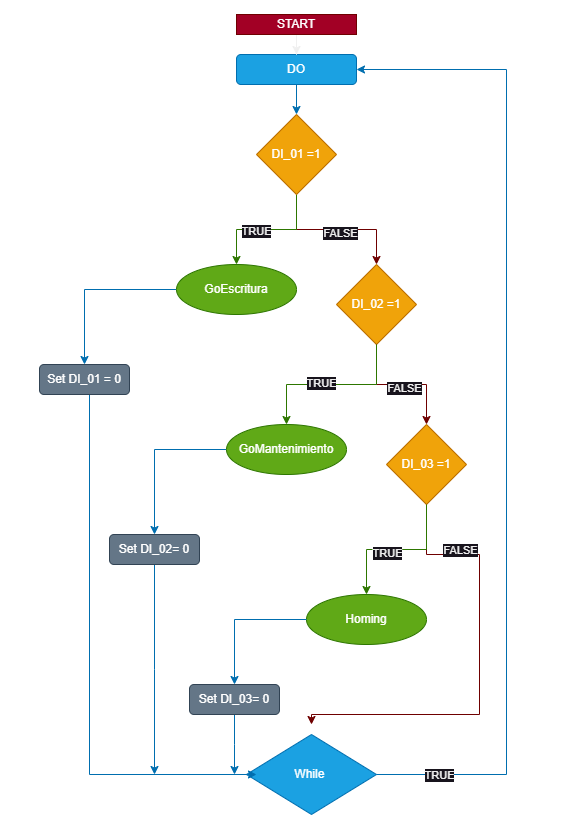 START
DO
DI_01 =1
TRUE
FALSE
GoEscritura
DI_02 =1
Set DI_01 = 0
TRUE
FALSE
GoMantenimiento
DI_03 =1
Set DI_02= 0
TRUE
FALSE
Homing
Set DI_03= 0
While
TRUE